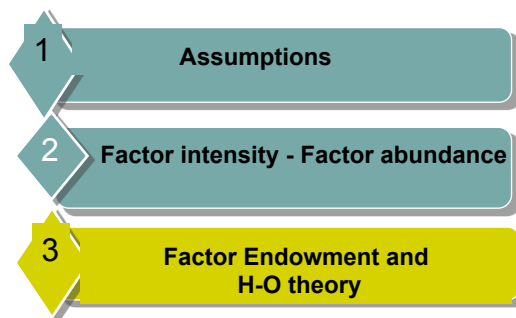 1
Assumptions
2
Factor intensity - Factor abundance
3
Factor Endowment and
H-O theory